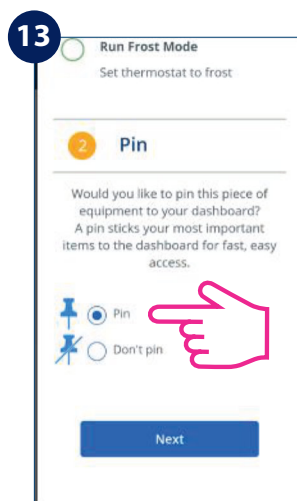 13
Run Frost Mode
Set thermostat to frost
2 Pin
Would you like to pin this piece of
equipment to your dashboard?
A pin sticks your most important
items to the dashboard for fast, easy
access.
Pin
Don't pin
Next